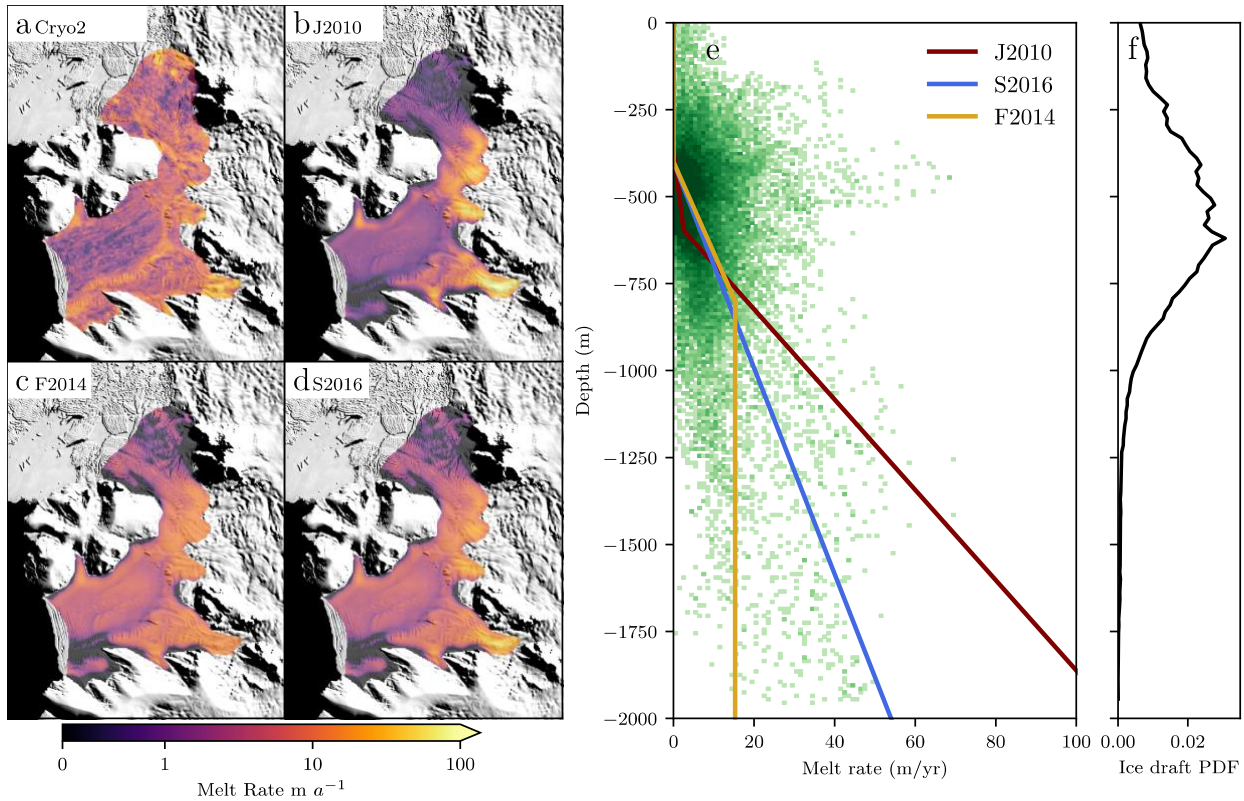 a Cryo2
b J2010
c F2014
d S2016
0 1 10 100
Melt Rate m a⁻¹
e
J2010
S2016
F2014
0
−250
−500
−750
−1000
−1250
−1500
−1750
−2000
Depth (m)
0 20 40 60 80 100
Melt rate (m/yr)
f
0.00 0.02
Ice draft PDF